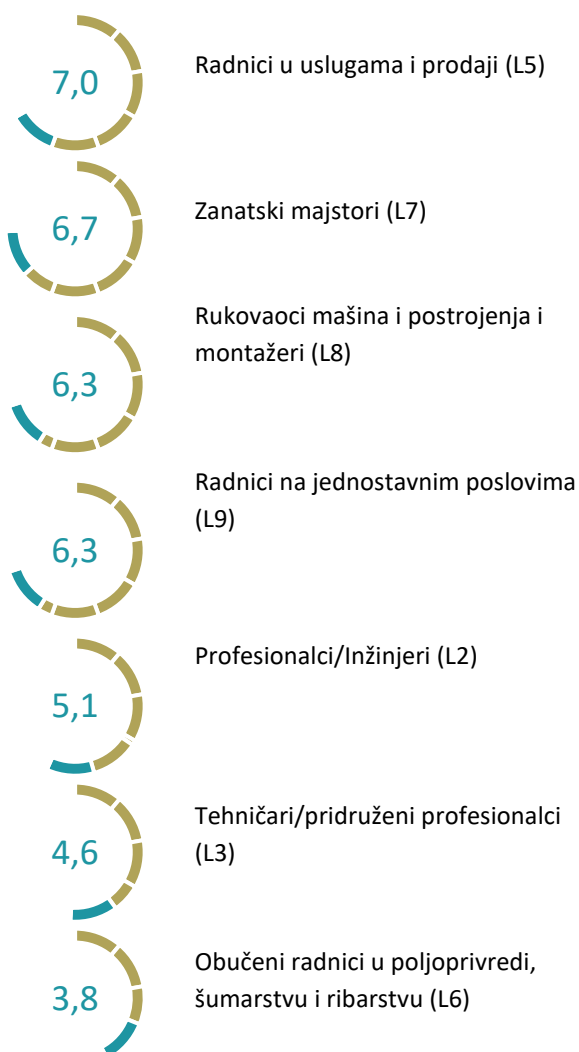 7,0
Radnici u uslugama i prodaji (L5)
6,7
Zanatski majstori (L7)
6,3
Rukovaoci mašina i postrojenja i
montažeri (L8)
6,3
Radnici na jednostavnim poslovima
(L9)
5,1
Profesionalci/Inžinjeri (L2)
4,6
Tehničari/pridruženi profesionalci
(L3)
3,8
Obučeni radnici u poljoprivredi,
šumarstvu i ribarstvu (L6)